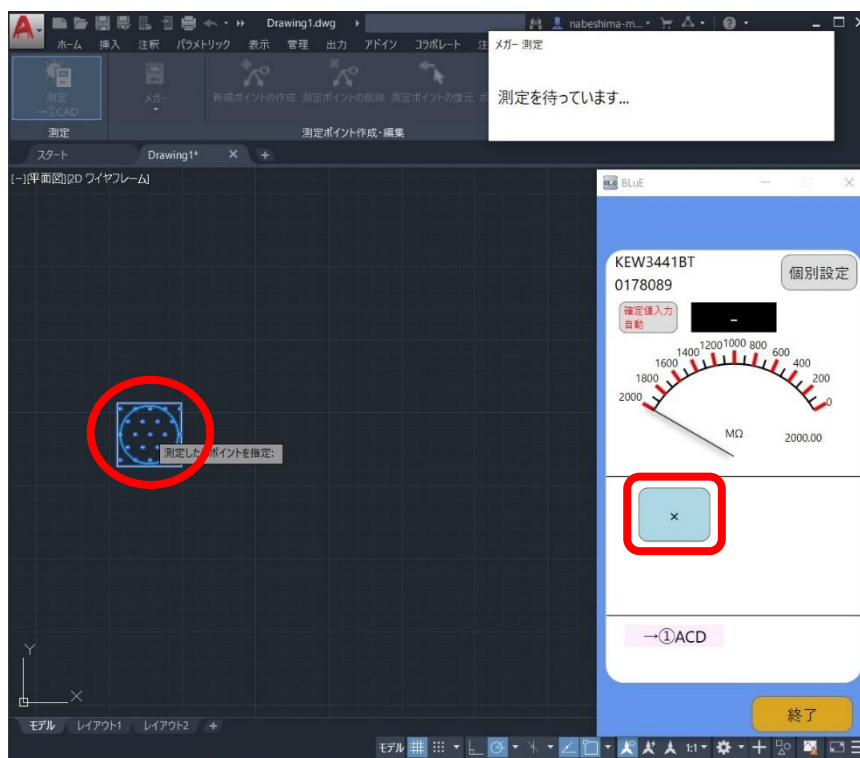 A Drawing1.dwg nabeshima-m...
ホーム 挿入 注釈 パラメトリック 表示 管理 出力 アドイン コラボレート 注
メガー 測定
測定を待っています...
測定
→①CAD
メガー
新規ポイントの作成 測定ポイントの削除 測定ポイントの復元 ポ
測定
測定ポイント作成・編集
スタート Drawing1* × +
[−][平面図][2D ワイヤフレーム]
測定した ポイントを指定:
BLuE
KEW3441BT
0178089
個別設定
確定値入力
自動
–
2000 1800 1600 1400 1200 1000 800 600 400 200 0
MΩ
2000.00
×
→①ACD
終了
Y
X
モデル レイアウト1 レイアウト2 +
モデル 1:1